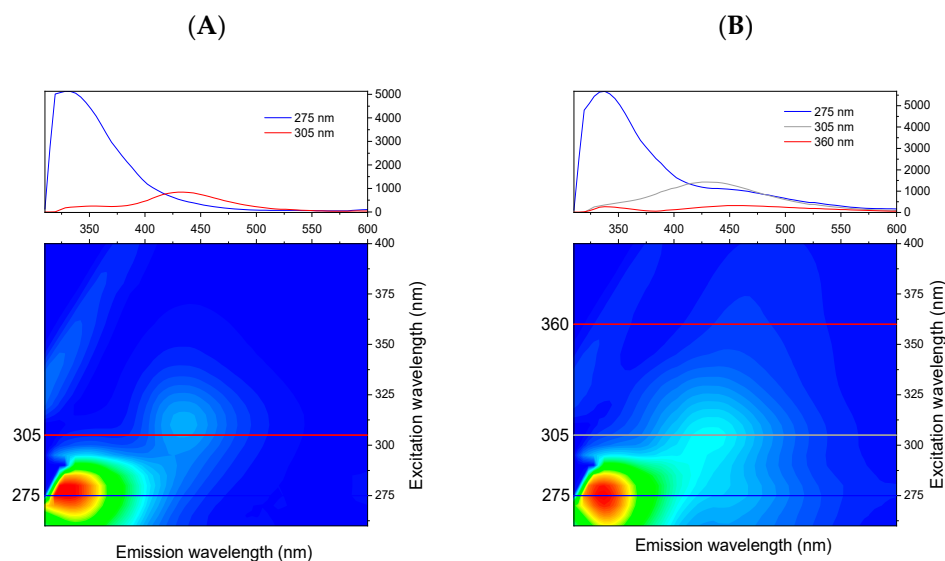 (A)
275 nm
305 nm
5000
4000
3000
2000
1000
0
350 400 450 500 550 600
400
375
350
325
300
275
305
275
Excitation wavelength (nm)
Emission wavelength (nm)
(B)
275 nm
305 nm
360 nm
5000
4000
3000
2000
1000
0
350 400 450 500 550 600
400
375
350
325
300
275
360
305
275
Excitation wavelength (nm)
Emission wavelength (nm)